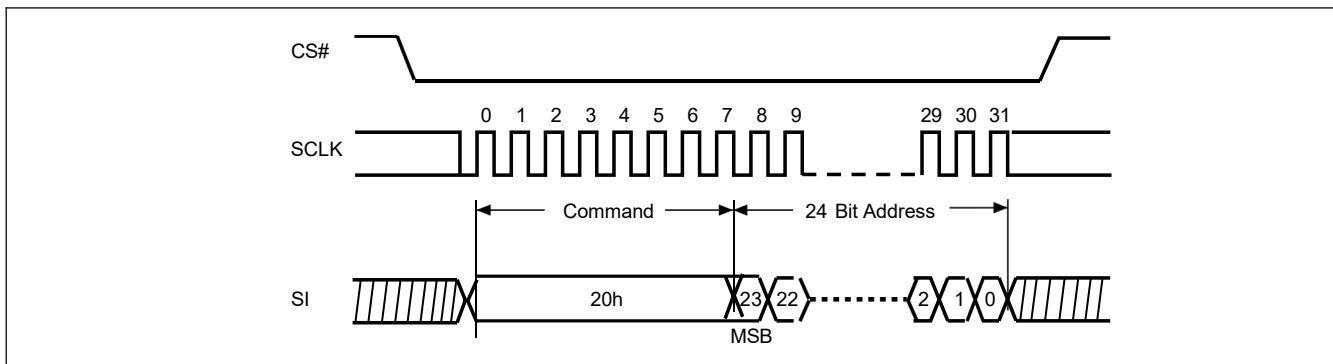 CS#
0 1 2 3 4 5 6 7 8 9 29 30 31
SCLK
Command 24 Bit Address
SI 20h 23 22 2 1 0
MSB